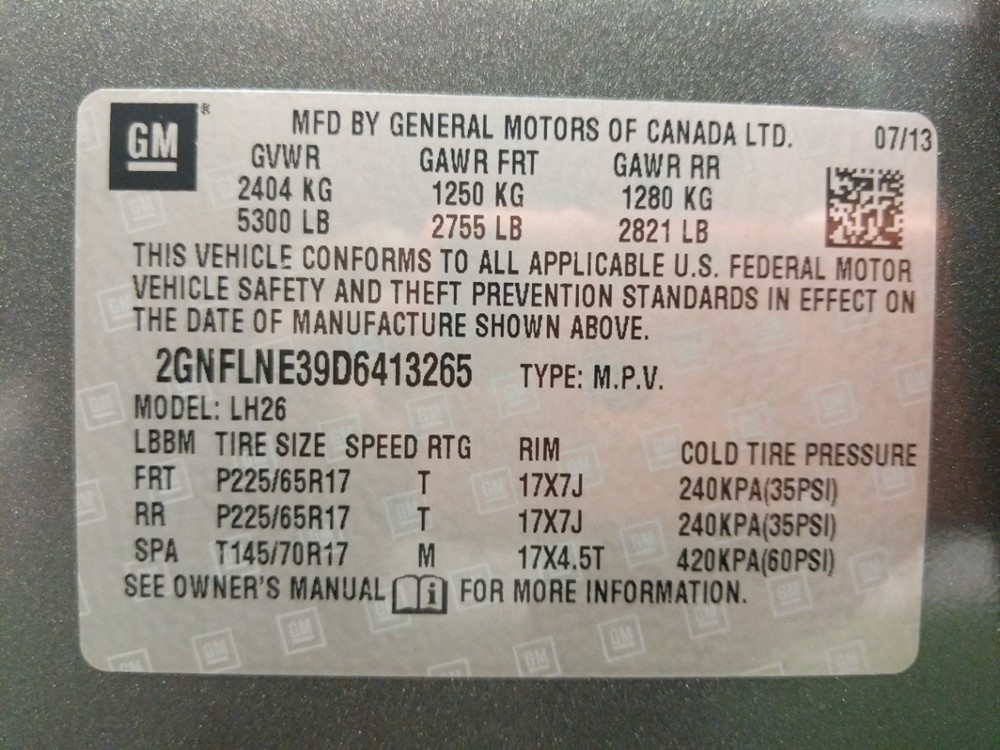 GM®
MFD BY GENERAL MOTORS OF CANADA LTD. 07/13
GVWR GAWR FRT GAWR RR
2404 KG 1250 KG 1280 KG
5300 LB 2755 LB 2821 LB
THIS VEHICLE CONFORMS TO ALL APPLICABLE U.S. FEDERAL MOTOR
VEHICLE SAFETY AND THEFT PREVENTION STANDARDS IN EFFECT ON
THE DATE OF MANUFACTURE SHOWN ABOVE.
2GNFLNE39D6413265 TYPE: M.P.V.
MODEL: LH26
LBBM TIRE SIZE SPEED RTG RIM COLD TIRE PRESSURE
FRT P225/65R17 T 17X7J 240KPA(35PSI)
RR P225/65R17 T 17X7J 240KPA(35PSI)
SPA T145/70R17 M 17X4.5T 420KPA(60PSI)
SEE OWNER'S MANUAL i FOR MORE INFORMATION.